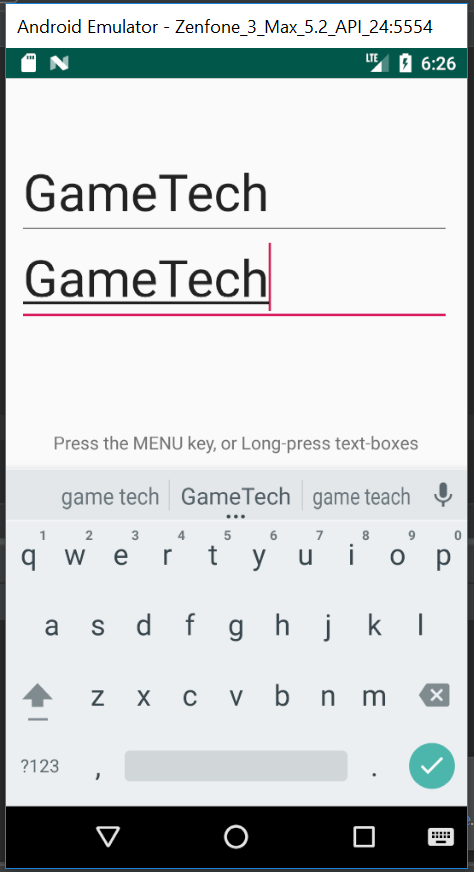 Android Emulator - Zenfone_3_Max_5.2_API_24:5554
LTE 6:26
GameTech
GameTech
Press the MENU key, or Long-press text-boxes
game tech GameTech game teach
1 2 3 4 5 6 7 8 9 0
q w e r t y u i o p
a s d f g h j k l
z x c v b n m
?123 , .